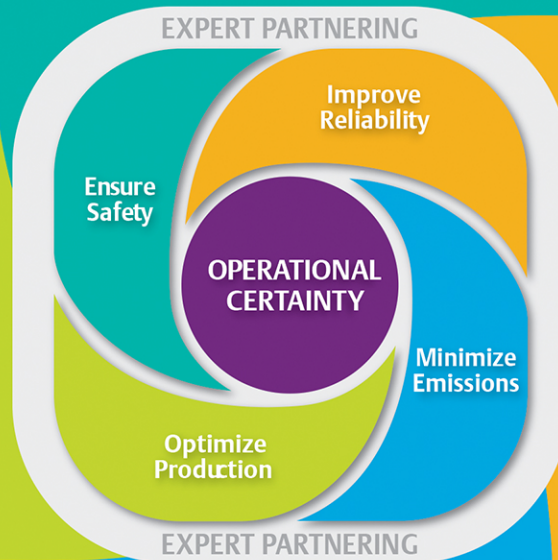 EXPERT PARTNERING
Improve
Reliability
Ensure
Safety
OPERATIONAL
CERTAINTY
Minimize
Emissions
Optimize
Production
EXPERT PARTNERING